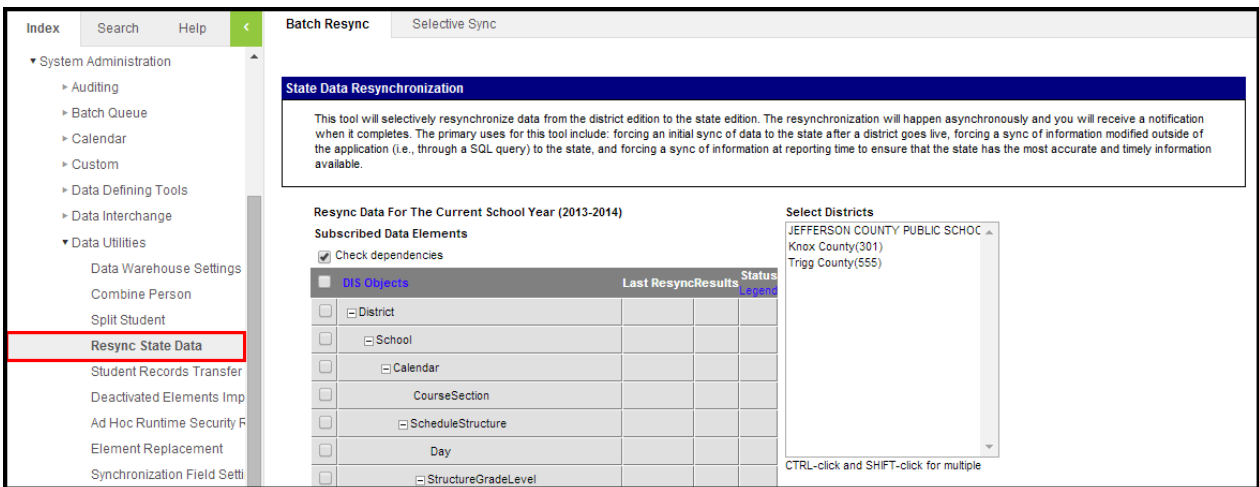 Index Search Help
System Administration
Auditing
Batch Queue
Calendar
Custom
Data Defining Tools
Data Interchange
Data Utilities
Data Warehouse Settings
Combine Person
Split Student
Resync State Data
Student Records Transfer
Deactivated Elements Imp
Ad Hoc Runtime Security R
Element Replacement
Synchronization Field Setti
Batch Resync Selective Sync
State Data Resynchronization
This tool will selectively resynchronize data from the district edition to the state edition. The resynchronization will happen asynchronously and you will receive a notification
when it completes. The primary uses for this tool include: forcing an initial sync of data to the state after a district goes live, forcing a sync of information modified outside of
the application (i.e., through a SQL query) to the state, and forcing a sync of information at reporting time to ensure that the state has the most accurate and timely information
available.
Resync Data For The Current School Year (2013-2014)
Subscribed Data Elements
Check dependencies
DIS Objects Last Resync Results Status
Legend
District
School
Calendar
CourseSection
ScheduleStructure
Day
StructureGradeLevel
Select Districts
JEFFERSON COUNTY PUBLIC SCHOC
Knox County(301)
Trigg County(555)
CTRL-click and SHIFT-click for multiple